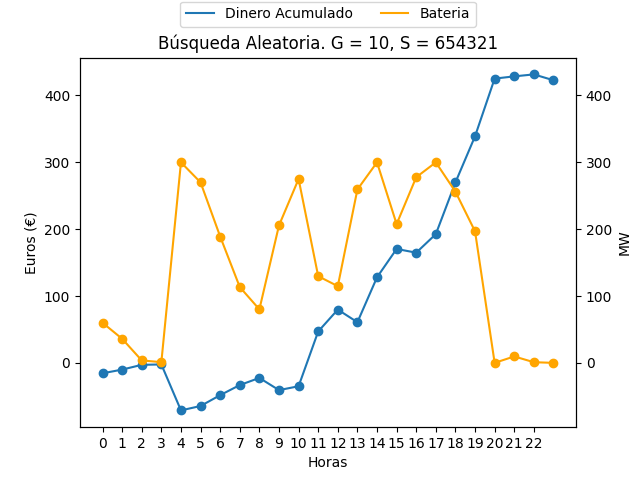 Dinero Acumulado Bateria
Búsqueda Aleatoria. G = 10, S = 654321
Euros (€)
400
300
200
100
0
400
300
200
100
0
MW
0 1 2 3 4 5 6 7 8 9 10 11 12 13 14 15 16 17 18 19 20 21 22
Horas